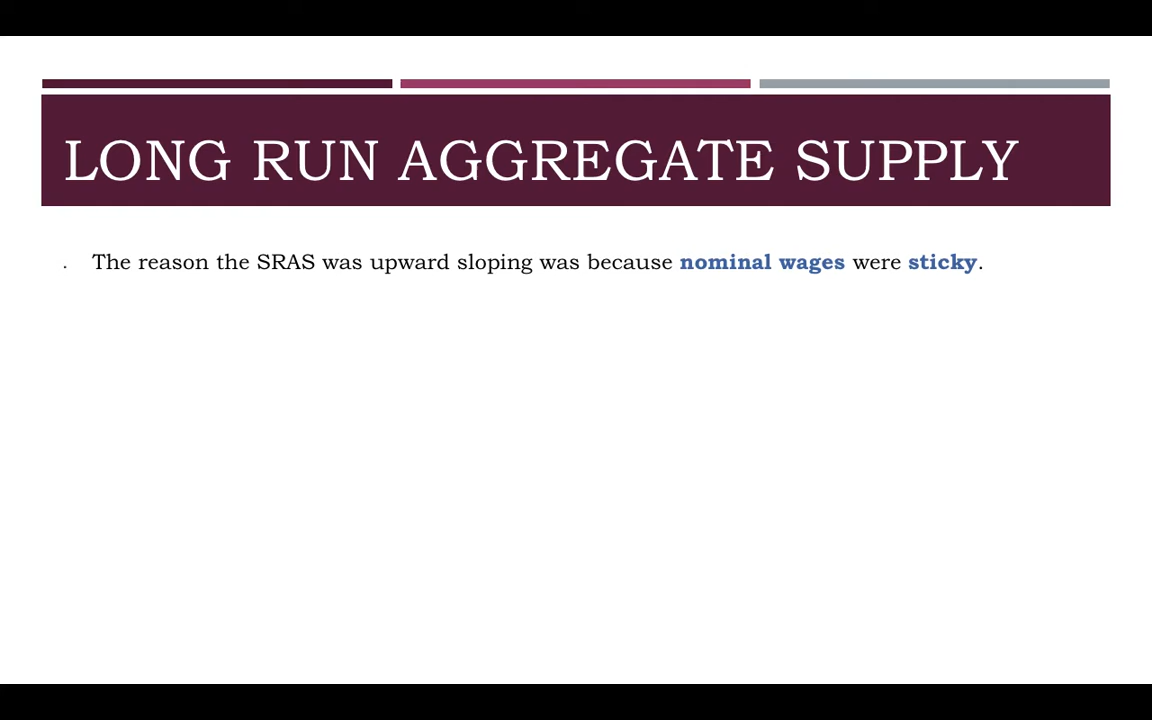 LONG RUN AGGREGATE SUPPLY
. The reason the SRAS was upward sloping was because nominal wages were sticky.